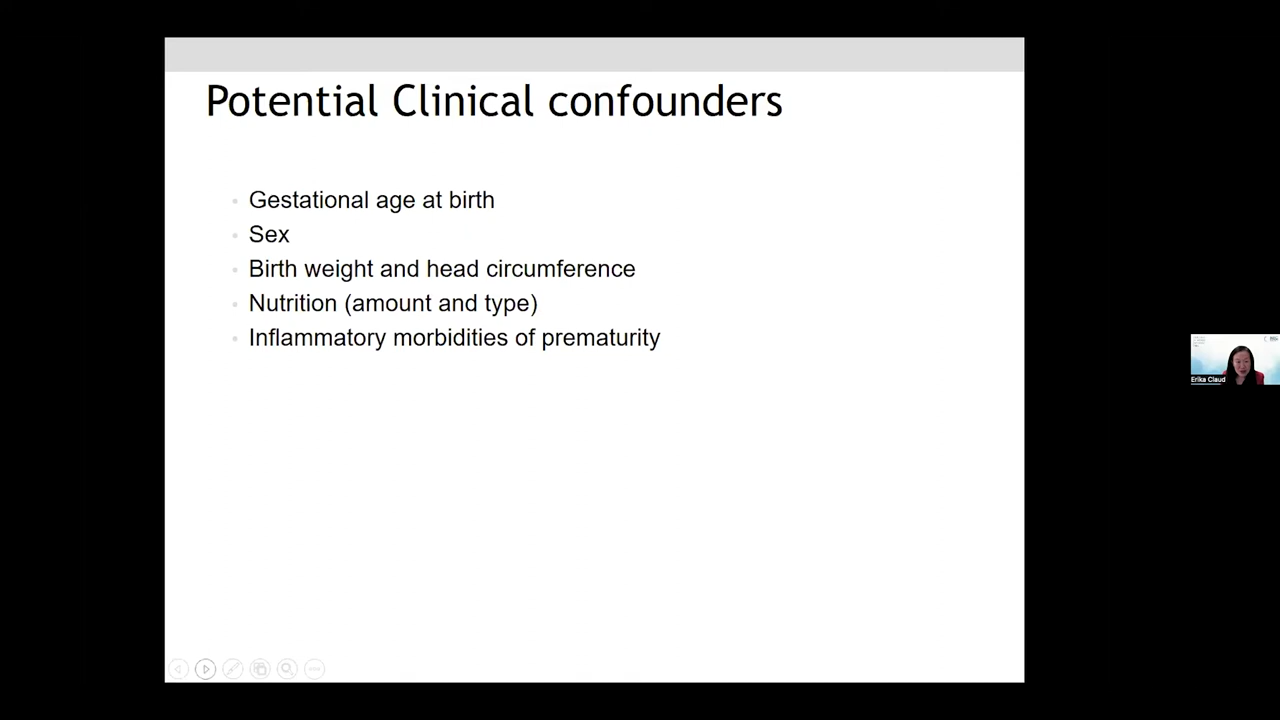 Potential Clinical confounders
Gestational age at birth
Sex
Birth weight and head circumference
Nutrition (amount and type)
Inflammatory morbidities of prematurity
Erika Claud